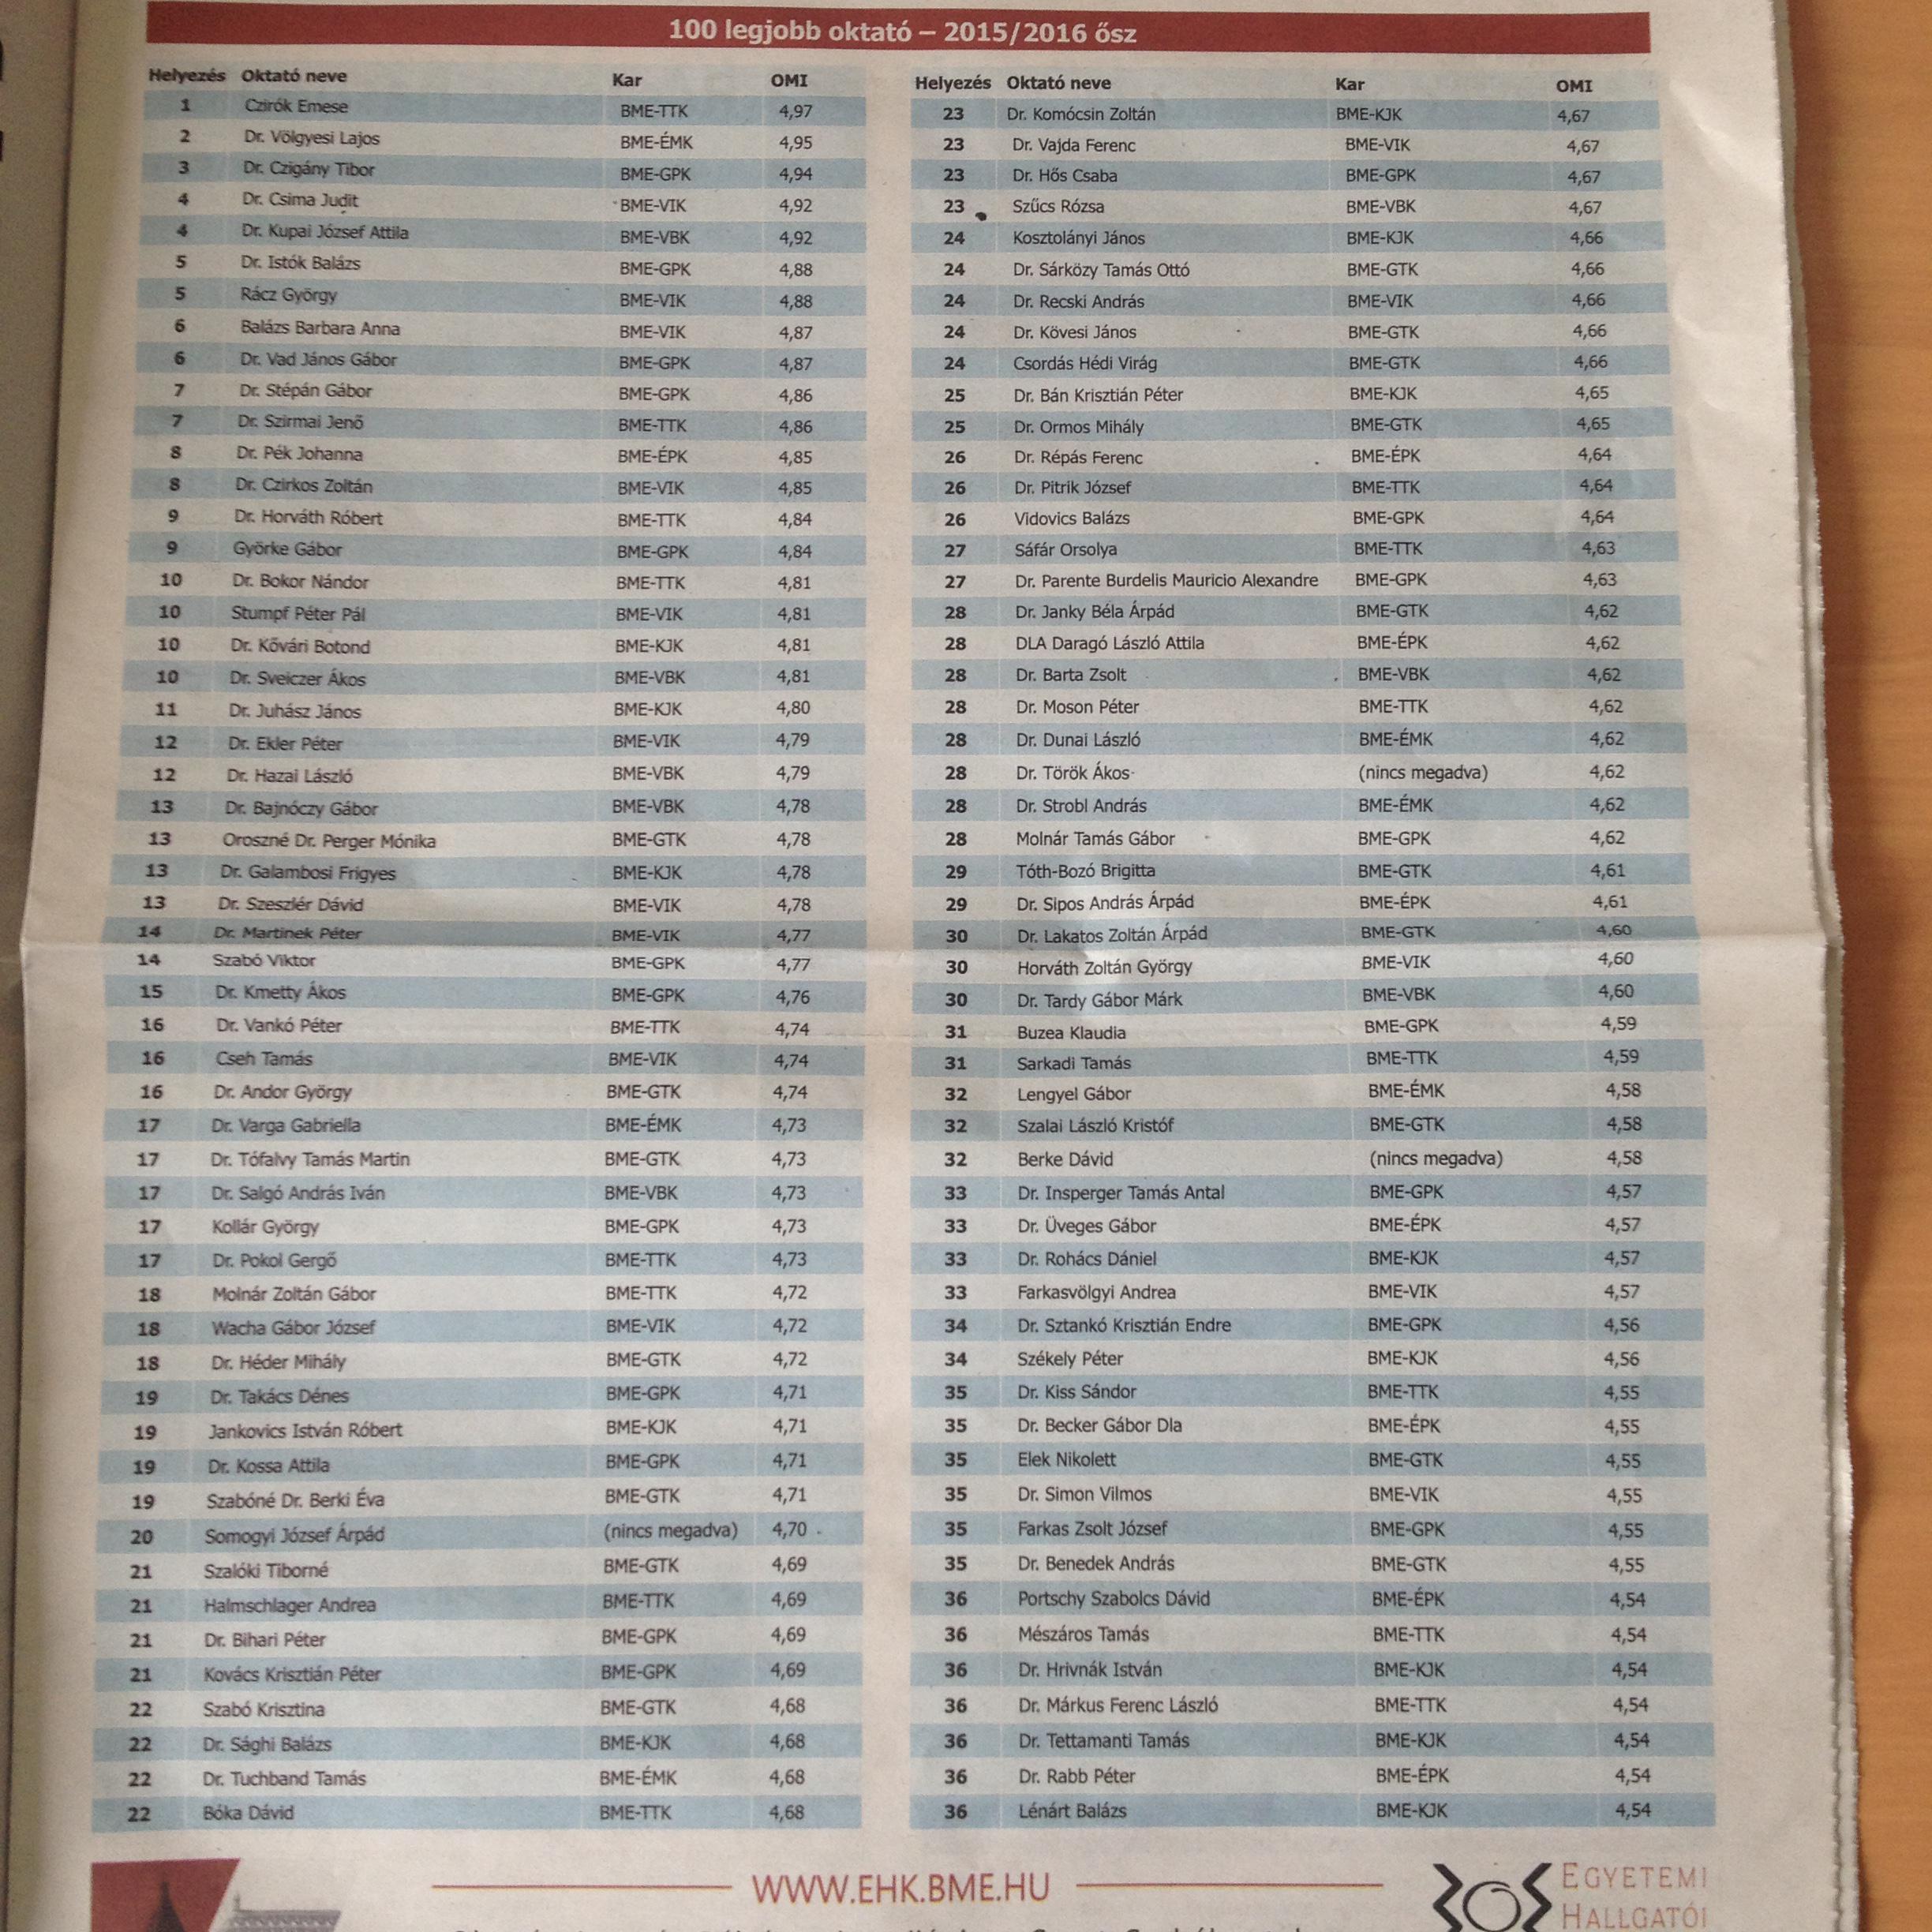 100 legjobb oktató – 2015/2016 ősz
Helyezés Oktató neve Kar OMI
1 Czirók Emese BME-TTK 4,97
2 Dr. Völgyesi Lajos BME-ÉMK 4,95
3 Dr. Czigány Tibor BME-GPK 4,94
4 Dr. Csima Judit BME-VIK 4,92
4 Dr. Kupai József Attila BME-VBK 4,92
5 Dr. Istók Balázs BME-GPK 4,88
5 Rácz György BME-VIK 4,88
6 Balázs Barbara Anna BME-VIK 4,87
6 Dr. Vad János Gábor BME-GPK 4,87
7 Dr. Stépán Gábor BME-GPK 4,86
7 Dr. Szirmai Jenő BME-TTK 4,86
8 Dr. Pék Johanna BME-ÉPK 4,85
8 Dr. Czirkos Zoltán BME-VIK 4,85
9 Dr. Horváth Róbert BME-TTK 4,84
9 Györke Gábor BME-GPK 4,84
10 Dr. Bokor Nándor BME-TTK 4,81
10 Stumpf Péter Pál BME-VIK 4,81
10 Dr. Kővári Botond BME-KJK 4,81
10 Dr. Sveiczer Ákos BME-VBK 4,81
11 Dr. Juhász János BME-KJK 4,80
12 Dr. Ekler Péter BME-VIK 4,79
12 Dr. Hazai László BME-VBK 4,79
13 Dr. Bajnóczy Gábor BME-VBK 4,78
13 Oroszné Dr. Perger Mónika BME-GTK 4,78
13 Dr. Galambosi Frigyes BME-KJK 4,78
13 Dr. Szeszlér Dávid BME-VIK 4,78
14 Dr. Martinek Péter BME-VIK 4,77
14 Szabó Viktor BME-GPK 4,77
15 Dr. Kmetty Ákos BME-GPK 4,76
16 Dr. Vankó Péter BME-TTK 4,74
16 Cseh Tamás BME-VIK 4,74
16 Dr. Andor György BME-GTK 4,74
17 Dr. Varga Gabriella BME-ÉMK 4,73
17 Dr. Tófalvy Tamás Martin BME-GTK 4,73
17 Dr. Salgó András Iván BME-VBK 4,73
17 Kollár György BME-GPK 4,73
17 Dr. Pokol Gergő BME-TTK 4,73
18 Molnár Zoltán Gábor BME-TTK 4,72
18 Wacha Gábor József BME-VIK 4,72
18 Dr. Héder Mihály BME-GTK 4,72
19 Dr. Takács Dénes BME-GPK 4,71
19 Jankovics István Róbert BME-KJK 4,71
19 Dr. Kossa Attila BME-GPK 4,71
19 Szabóné Dr. Berki Éva BME-GTK 4,71
20 Somogyi József Árpád (nincs megadva) 4,70
21 Szalóki Tiborné BME-GTK 4,69
21 Halmschlager Andrea BME-TTK 4,69
21 Dr. Bihari Péter BME-GPK 4,69
21 Kovács Krisztián Péter BME-GPK 4,69
22 Szabó Krisztina BME-GTK 4,68
22 Dr. Sághi Balázs BME-KJK 4,68
22 Dr. Tuchband Tamás BME-ÉMK 4,68
22 Bóka Dávid BME-TTK 4,68
Helyezés Oktató neve Kar OMI
23 Dr. Komócsin Zoltán BME-KJK 4,67
23 Dr. Vajda Ferenc BME-VIK 4,67
23 Dr. Hős Csaba BME-GPK 4,67
23 Szűcs Rózsa BME-VBK 4,67
24 Kosztolányi János BME-KJK 4,66
24 Dr. Sárközy Tamás Ottó BME-GTK 4,66
24 Dr. Recski András BME-VIK 4,66
24 Dr. Kövesi János BME-GTK 4,66
24 Csordás Hédi Virág BME-GTK 4,66
25 Dr. Bán Krisztián Péter BME-KJK 4,65
25 Dr. Ormos Mihály BME-GTK 4,65
26 Dr. Répás Ferenc BME-ÉPK 4,64
26 Dr. Pitrik József BME-TTK 4,64
26 Vidovics Balázs BME-GPK 4,64
27 Sáfár Orsolya BME-TTK 4,63
27 Dr. Parente Burdelis Mauricio Alexandre BME-GPK 4,63
28 Dr. Janky Béla Árpád BME-GTK 4,62
28 DLA Daragó László Attila BME-ÉPK 4,62
28 Dr. Barta Zsolt BME-VBK 4,62
28 Dr. Moson Péter BME-TTK 4,62
28 Dr. Dunai László BME-ÉMK 4,62
28 Dr. Török Ákos (nincs megadva) 4,62
28 Dr. Strobl András BME-ÉMK 4,62
28 Molnár Tamás Gábor BME-GPK 4,62
29 Tóth-Bozó Brigitta BME-GTK 4,61
29 Dr. Sipos András Árpád BME-ÉPK 4,61
30 Dr. Lakatos Zoltán Árpád BME-GTK 4,60
30 Horváth Zoltán György BME-VIK 4,60
30 Dr. Tardy Gábor Márk BME-VBK 4,60
31 Buzea Klaudia BME-GPK 4,59
31 Sarkadi Tamás BME-TTK 4,59
32 Lengyel Gábor BME-ÉMK 4,58
32 Szalai László Kristóf BME-GTK 4,58
32 Berke Dávid (nincs megadva) 4,58
33 Dr. Insperger Tamás Antal BME-GPK 4,57
33 Dr. Üveges Gábor BME-ÉPK 4,57
33 Dr. Rohács Dániel BME-KJK 4,57
33 Farkasvölgyi Andrea BME-VIK 4,57
34 Dr. Sztankó Krisztián Endre BME-GPK 4,56
34 Székely Péter BME-KJK 4,56
35 Dr. Kiss Sándor BME-TTK 4,55
35 Dr. Becker Gábor Dla BME-ÉPK 4,55
35 Elek Nikolett BME-GTK 4,55
35 Dr. Simon Vilmos BME-VIK 4,55
35 Farkas Zsolt József BME-GPK 4,55
35 Dr. Benedek András BME-GTK 4,55
36 Portschy Szabolcs Dávid BME-ÉPK 4,54
36 Mészáros Tamás BME-TTK 4,54
36 Dr. Hrivnák István BME-KJK 4,54
36 Dr. Márkus Ferenc László BME-TTK 4,54
36 Dr. Tettamanti Tamás BME-KJK 4,54
36 Dr. Rabb Péter BME-ÉPK 4,54
36 Lénárt Balázs BME-KJK 4,54
WWW.EHK.BME.HU
EGYETEMI
HALLGATÓI